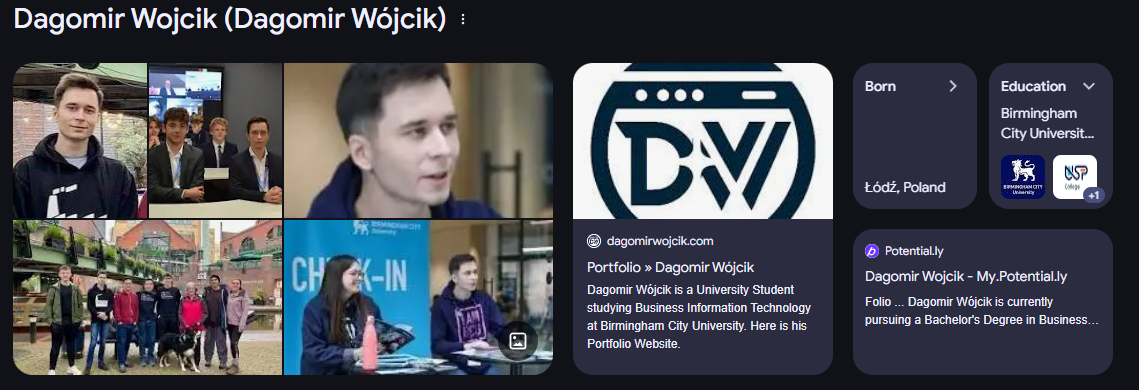 Dagomir Wojcik (Dagomir Wójcik)
BIRMINGHAM CITY
University
CHECK-IN
I AM
DW
dagomirwojcik.com
Portfolio » Dagomir Wójcik
Dagomir Wójcik is a University Student
studying Business Information Technology
at Birmingham City University. Here is his
Portfolio Website.
Born
Łódź, Poland
Education
Birmingham
City Universit...
BIRMINGHAM CITY
University
USP
College
+1
Potential.ly
Dagomir Wojcik - My.Potential.ly
Folio ... Dagomir Wójcik is currently
pursuing a Bachelor's Degree in Business...